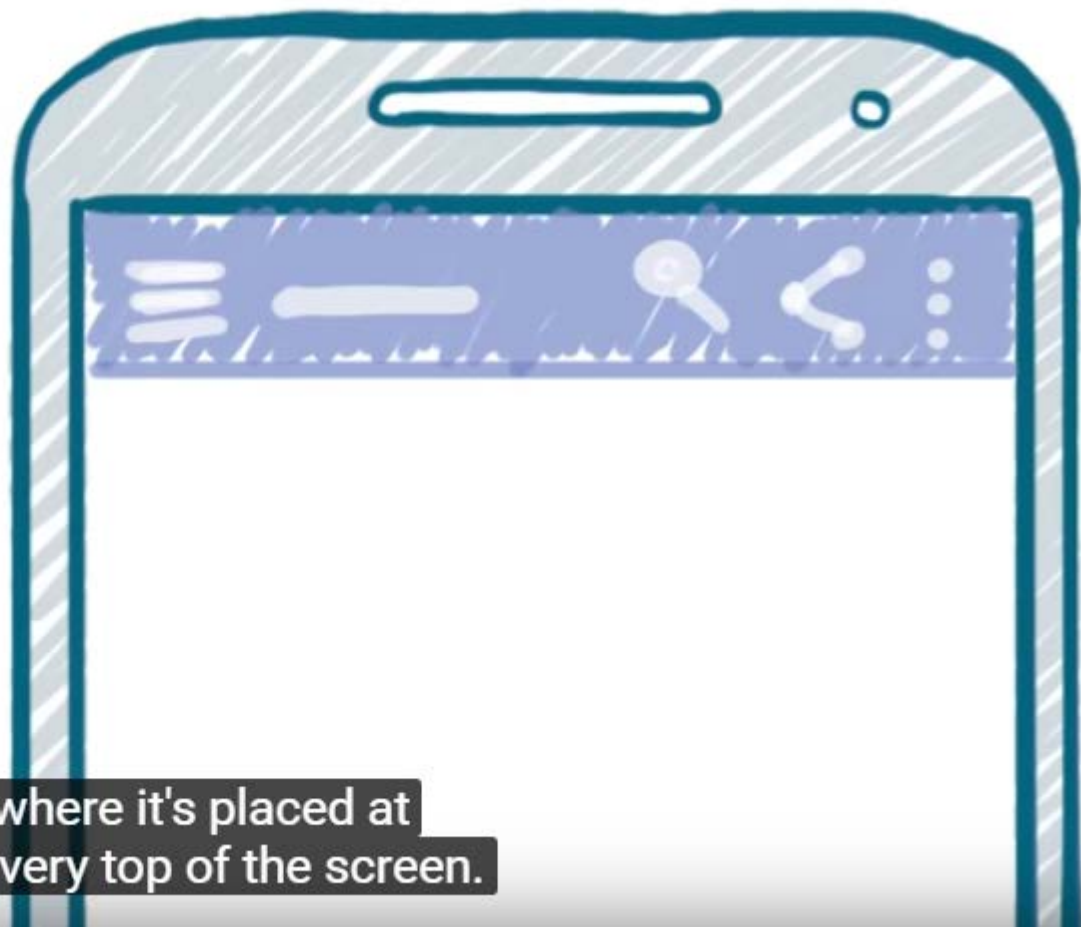 where it's placed at
very top of the screen.